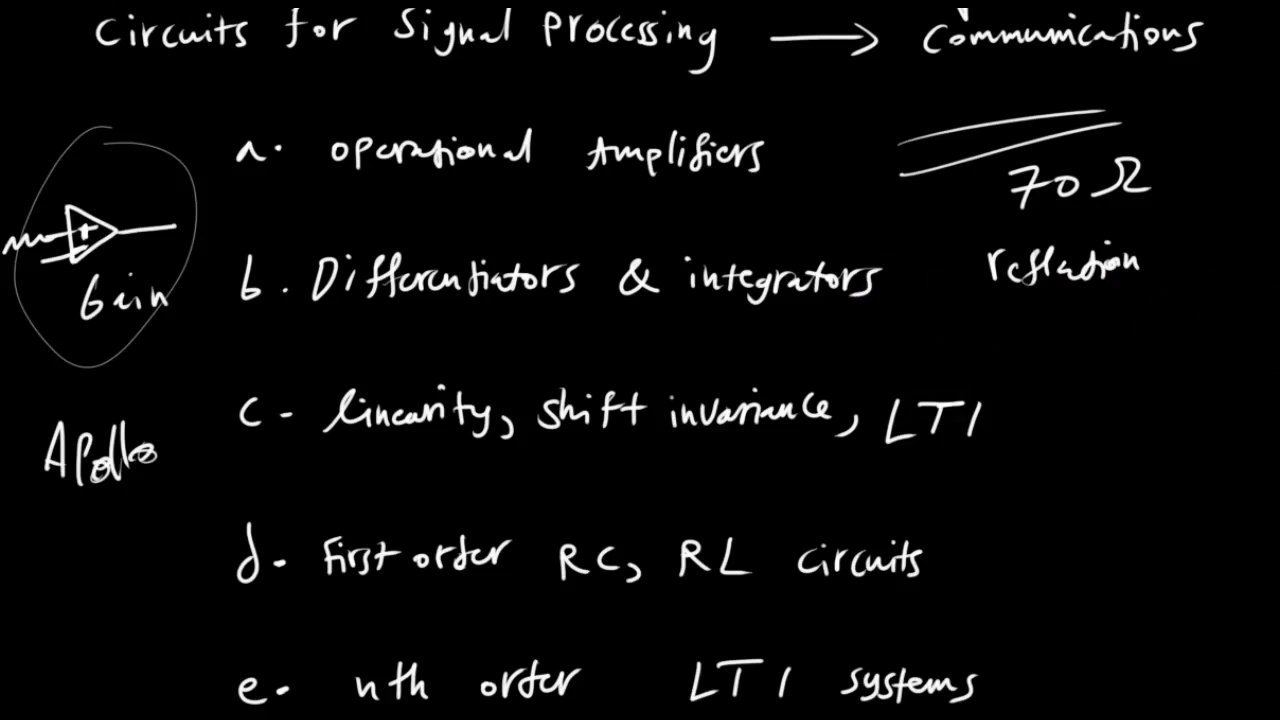 Circuits for Signal Processing → Communications
a. Operational Amplifiers
70 Ω
+
Gain
b. Differentiators & integrators
reflection
c - linearity, shift invariance, LTI
Apollo
d - First order RC, RL circuits
e - nth order LTI systems